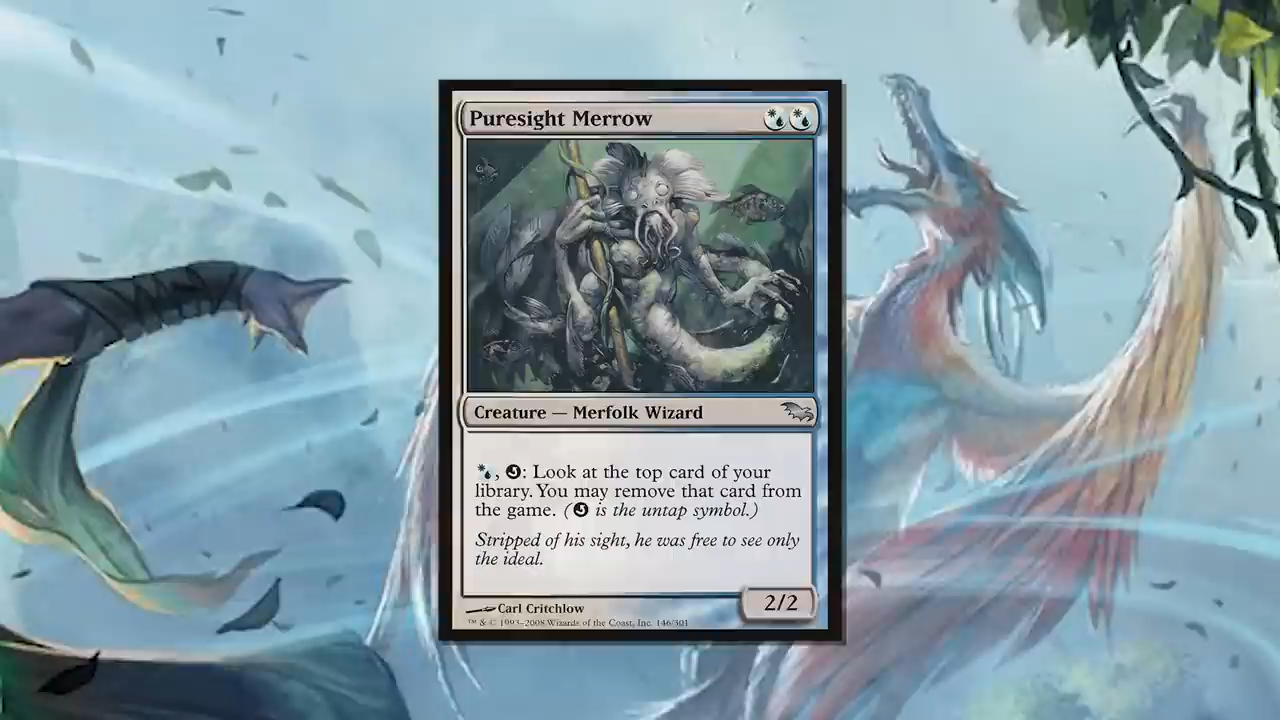 Puresight Merrow
Creature — Merfolk Wizard
, : Look at the top card of your
library. You may remove that card from
the game. ( is the untap symbol.)
Stripped of his sight, he was free to see only
the ideal.
2/2
Carl Critchlow
™ & © 1993–2008 Wizards of the Coast, Inc. 146/301